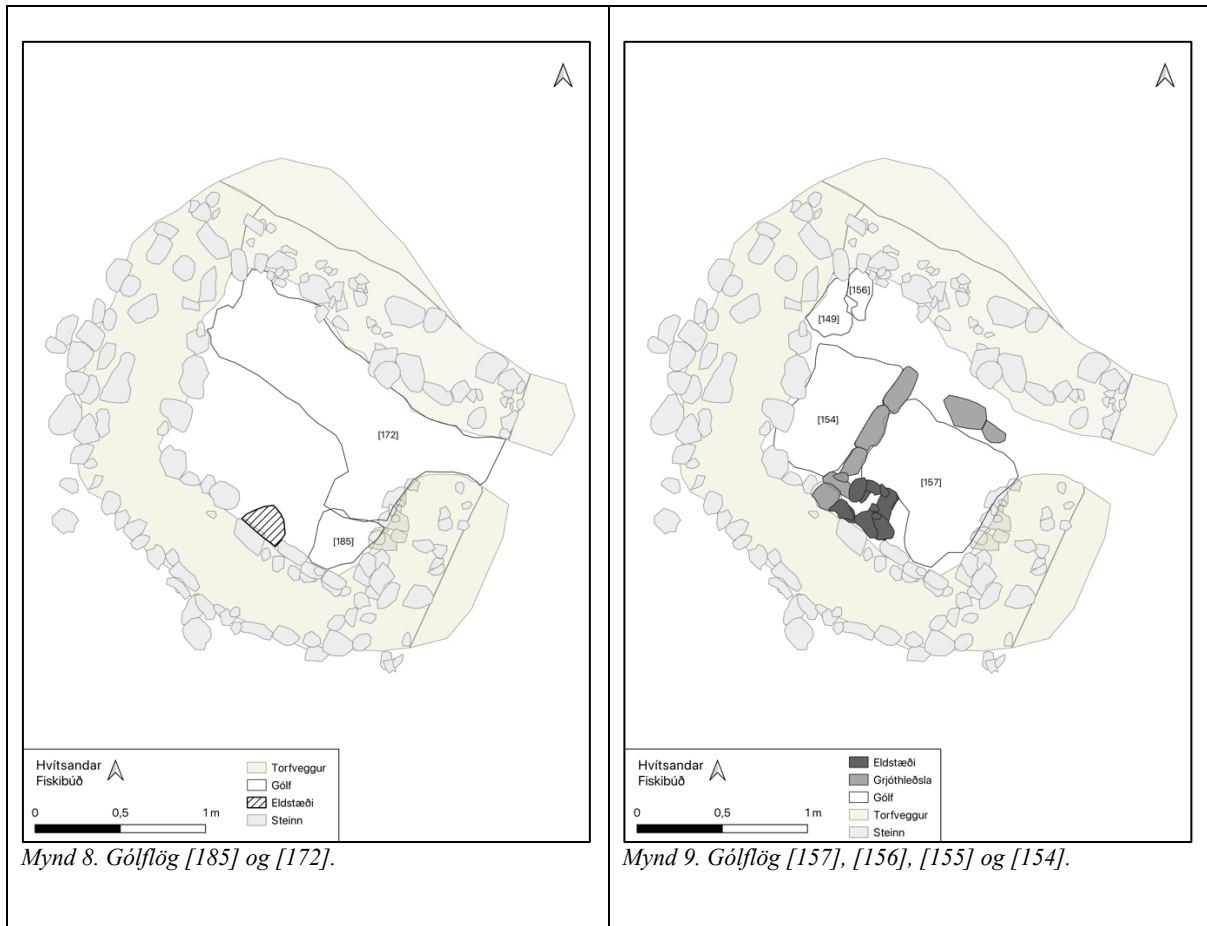 [172]
[185]
Hvítsandar
Fiskibúð
Torfveggur
Gólf
Eldstæði
Steinn
0 0,5 1 m
Mynd 8. Gólflög [185] og [172].
[156]
[149]
[154]
[157]
Hvítsandar
Fiskibúð
Eldstæði
Grjóthleðsla
Gólf
Torfveggur
Steinn
0 0,5 1 m
Mynd 9. Gólflög [157], [156], [155] og [154].